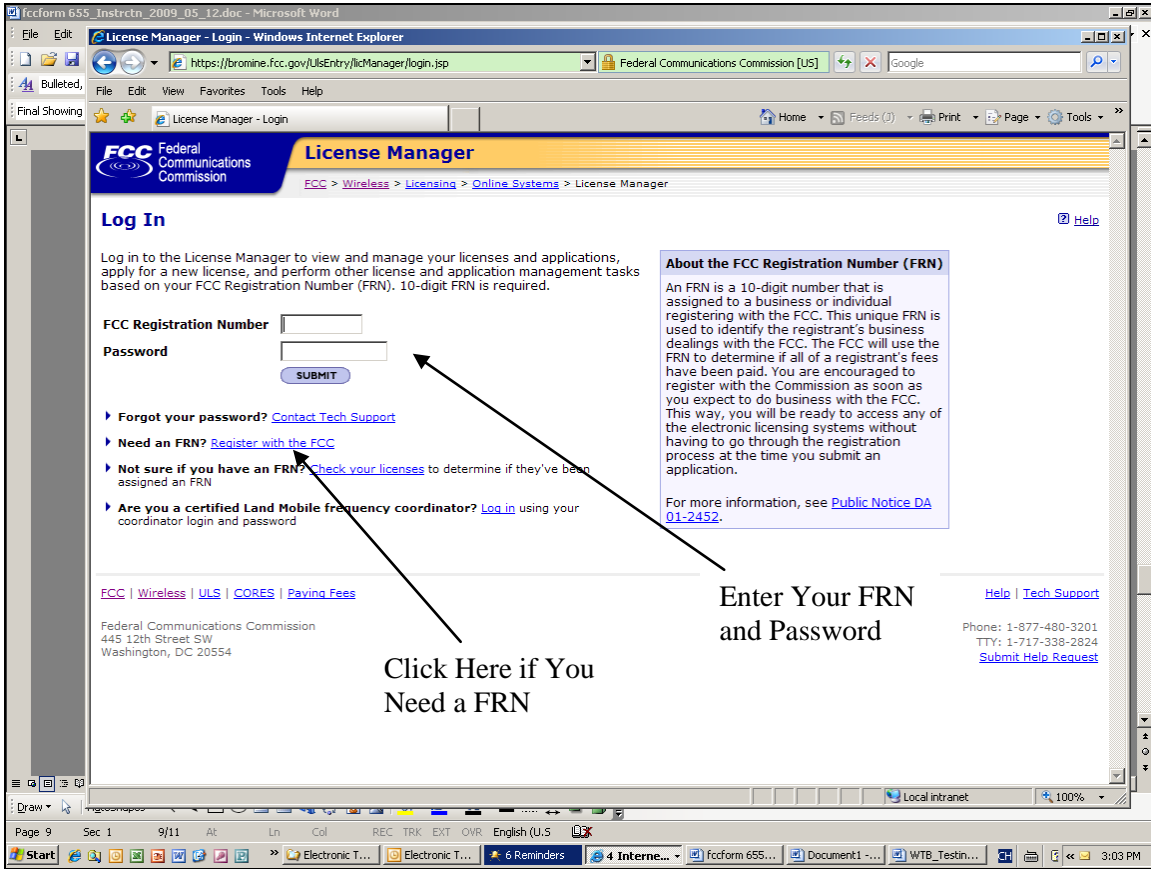 fccform 655_Instrctn_2009_05_12.doc - Microsoft Word
File Edit
License Manager - Login - Windows Internet Explorer
https://bromine.fcc.gov/UlsEntry/licManager/login.jsp
Federal Communications Commission [US]
Google
Bulleted,
File Edit View Favorites Tools Help
Final Showing
License Manager - Login
Home Feeds (J) Print Page Tools
FCC Federal Communications Commission
License Manager
FCC > Wireless > Licensing > Online Systems > License Manager
Log In
Help
Log in to the License Manager to view and manage your licenses and applications,
apply for a new license, and perform other license and application management tasks
based on your FCC Registration Number (FRN). 10-digit FRN is required.
FCC Registration Number
Password
SUBMIT
Forgot your password? Contact Tech Support
Need an FRN? Register with the FCC
Not sure if you have an FRN? Check your licenses to determine if they've been
assigned an FRN
Are you a certified Land Mobile frequency coordinator? Log in using your
coordinator login and password
About the FCC Registration Number (FRN)
An FRN is a 10-digit number that is
assigned to a business or individual
registering with the FCC. This unique FRN is
used to identify the registrant's business
dealings with the FCC. The FCC will use the
FRN to determine if all of a registrant's fees
have been paid. You are encouraged to
register with the Commission as soon as
you expect to do business with the FCC.
This way, you will be ready to access any of
the electronic licensing systems without
having to go through the registration
process at the time you submit an
application.
For more information, see Public Notice DA
01-2452.
Enter Your FRN
and Password
Click Here if You
Need a FRN
FCC | Wireless | ULS | CORES | Paying Fees
Help | Tech Support
Federal Communications Commission
445 12th Street SW
Washington, DC 20554
Phone: 1-877-480-3201
TTY: 1-717-338-2824
Submit Help Request
Local intranet
100%
Draw
Page 9 Sec 1 9/11 At Ln Col REC TRK EXT OVR English (U.S
Start
Electronic T...
Electronic T...
6 Reminders
4 Interne...
fccform 655...
Document1 -...
WTB_Testin...
CH
3:03 PM